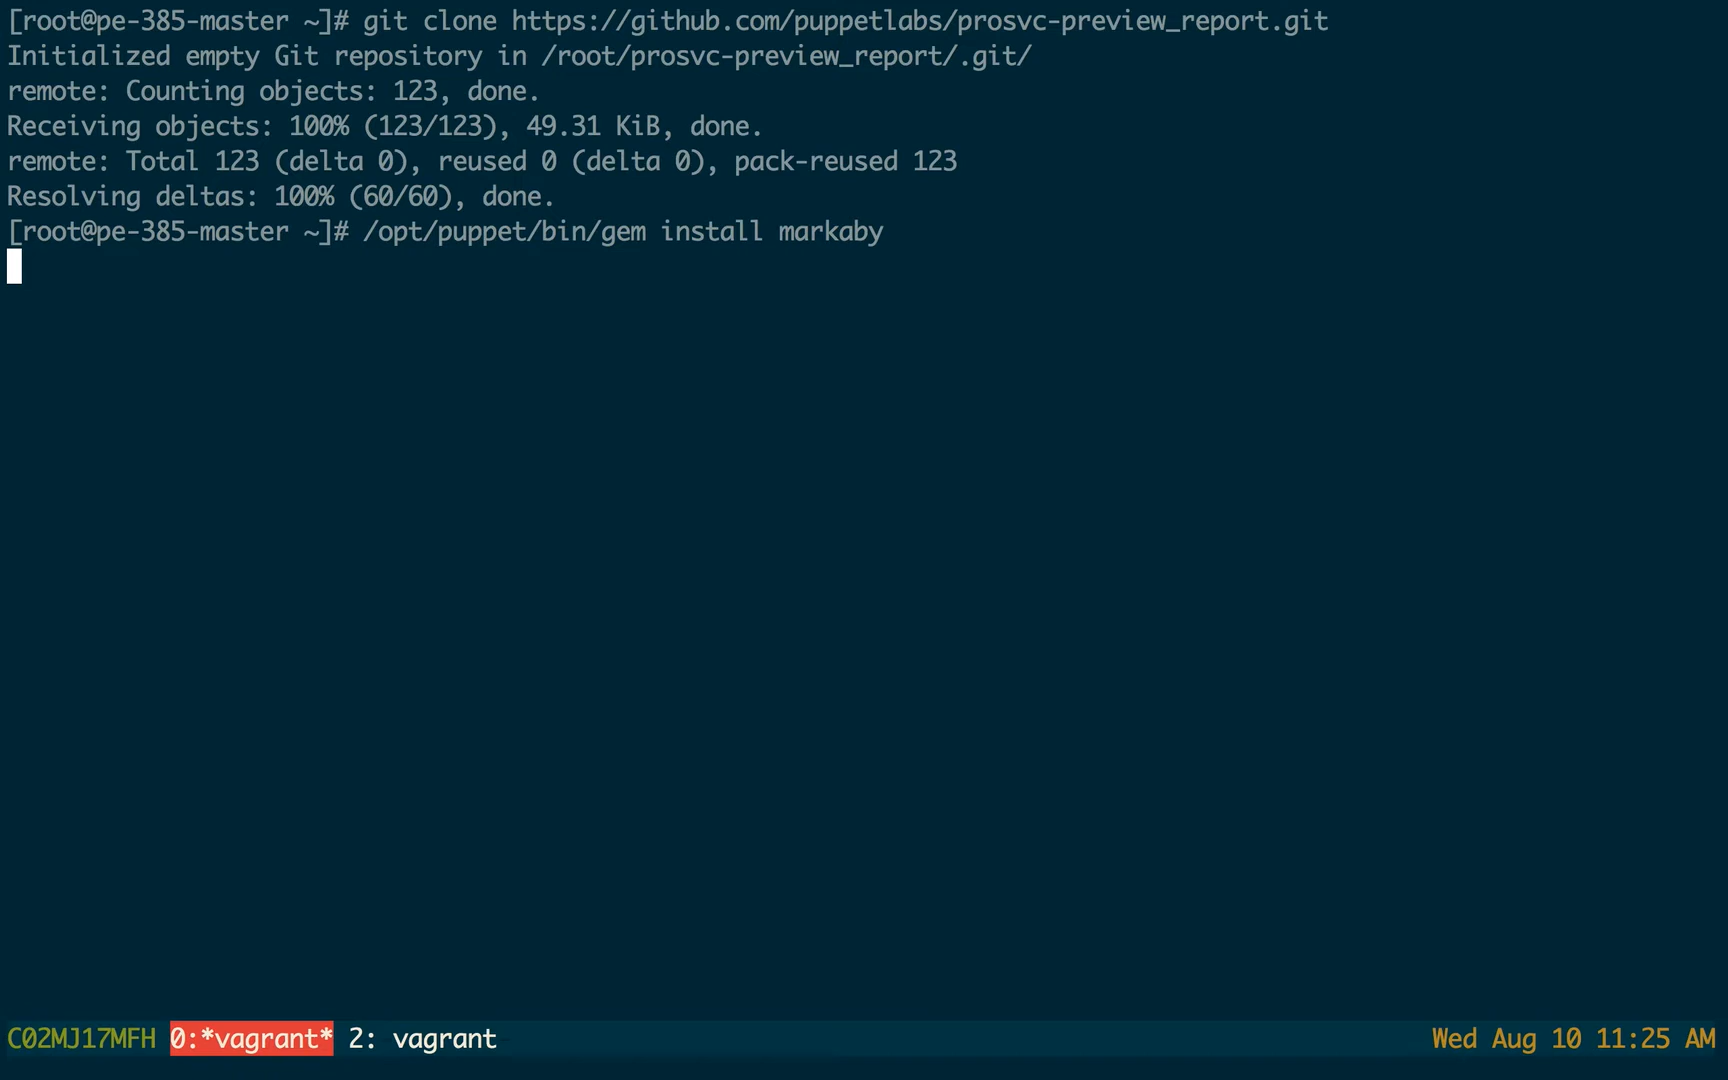 [root@pe-385-master ~]# git clone https://github.com/puppetlabs/prosvc-preview_report.git
Initialized empty Git repository in /root/prosvc-preview_report/.git/
remote: Counting objects: 123, done.
Receiving objects: 100% (123/123), 49.31 KiB, done.
remote: Total 123 (delta 0), reused 0 (delta 0), pack-reused 123
Resolving deltas: 100% (60/60), done.
[root@pe-385-master ~]# /opt/puppet/bin/gem install markaby
C02MJ17MFH 0:*vagrant* 2: vagrant Wed Aug 10 11:25 AM